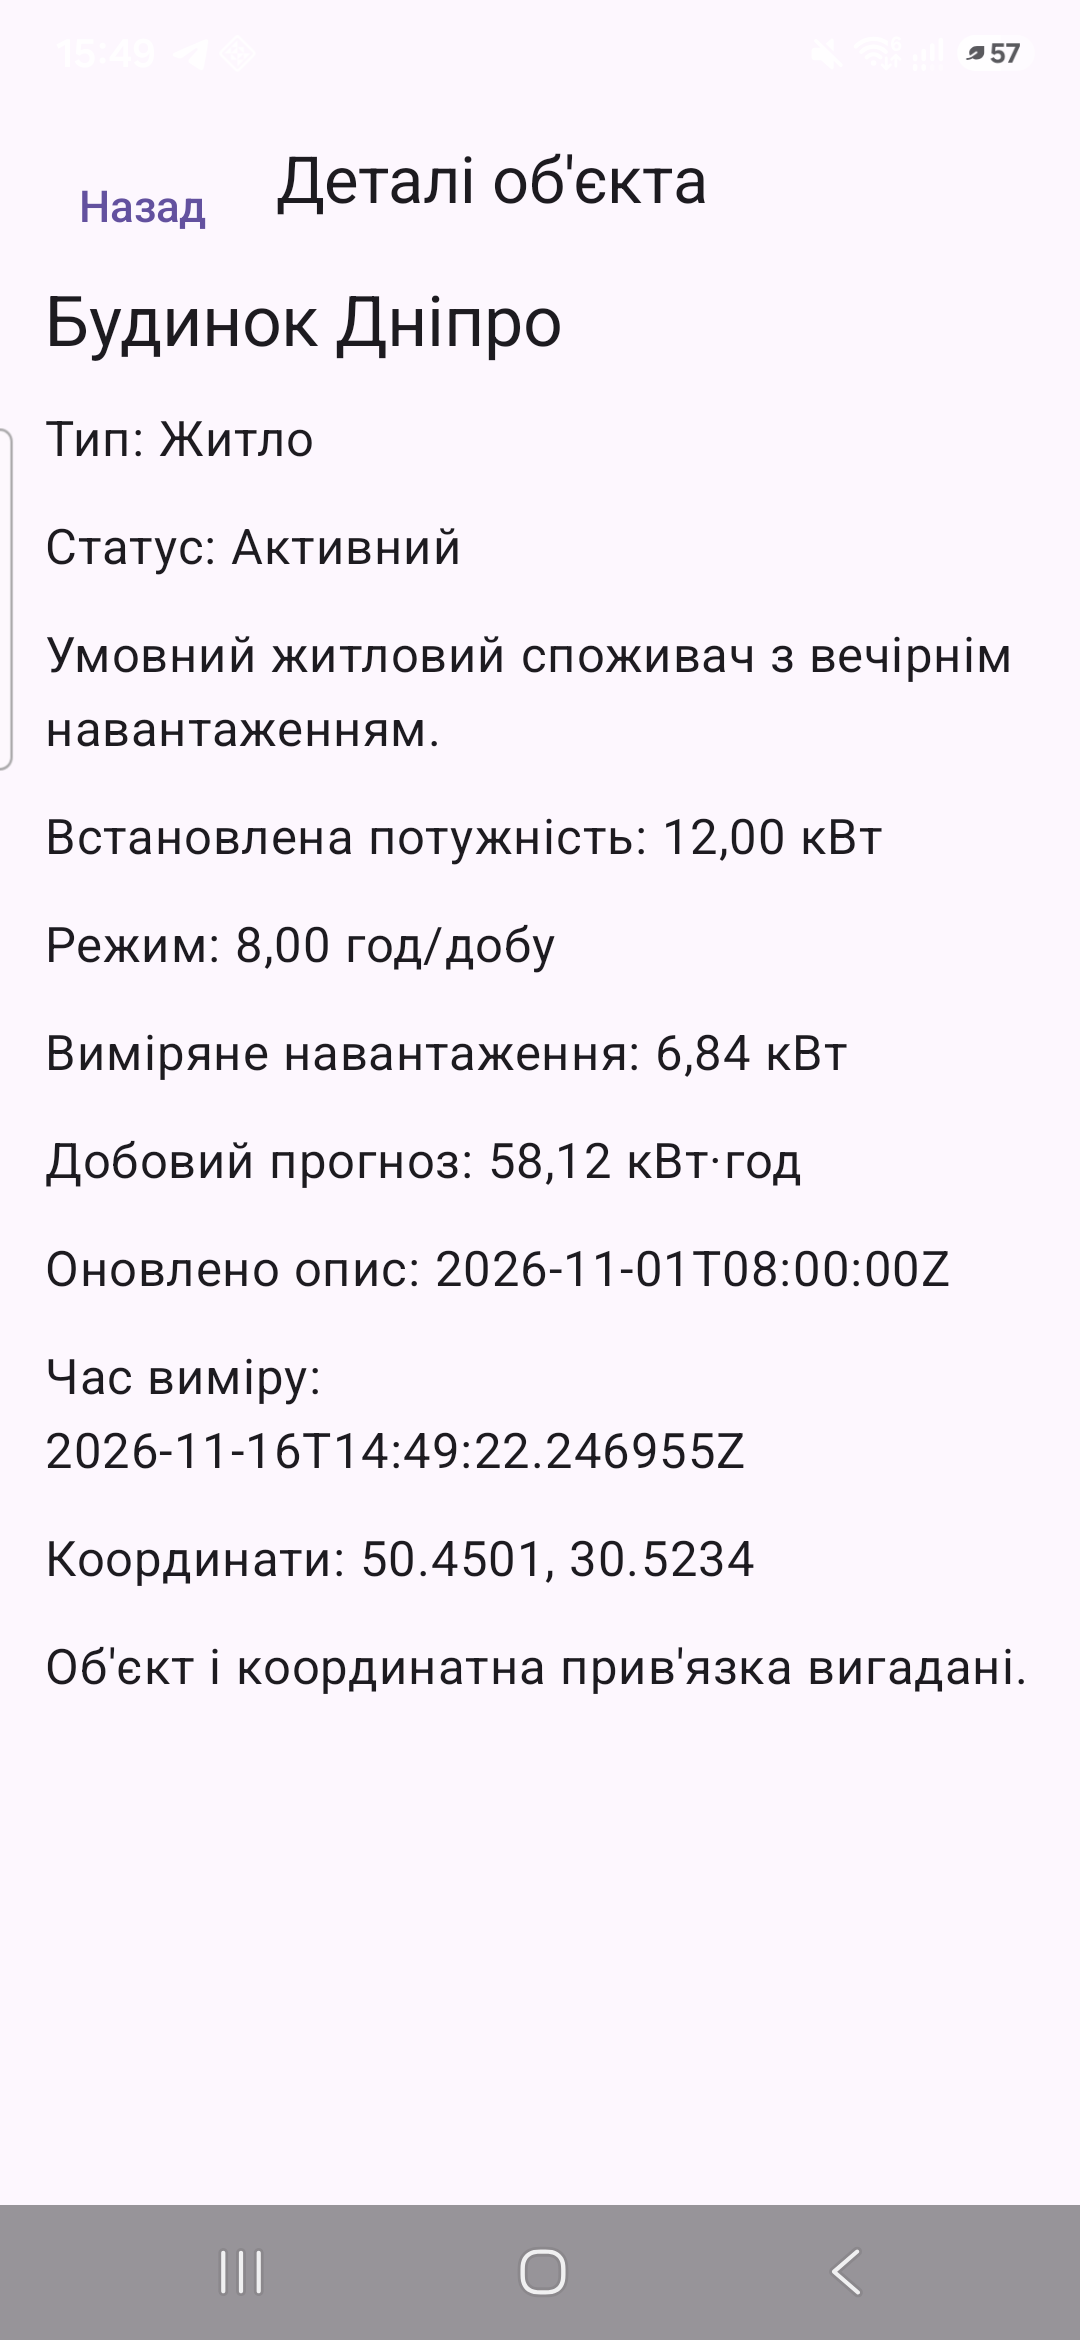 15:49
57
Назад
Деталі об'єкта
Будинок Дніпро
Тип: Житло
Статус: Активний
Умовний житловий споживач з вечірнім
навантаженням.
Встановлена потужність: 12,00 кВт
Режим: 8,00 год/добу
Виміряне навантаження: 6,84 кВт
Добовий прогноз: 58,12 кВт·год
Оновлено опис: 2026-11-01T08:00:00Z
Час виміру:
2026-11-16T14:49:22.246955Z
Координати: 50.4501, 30.5234
Об'єкт і координатна прив'язка вигадані.